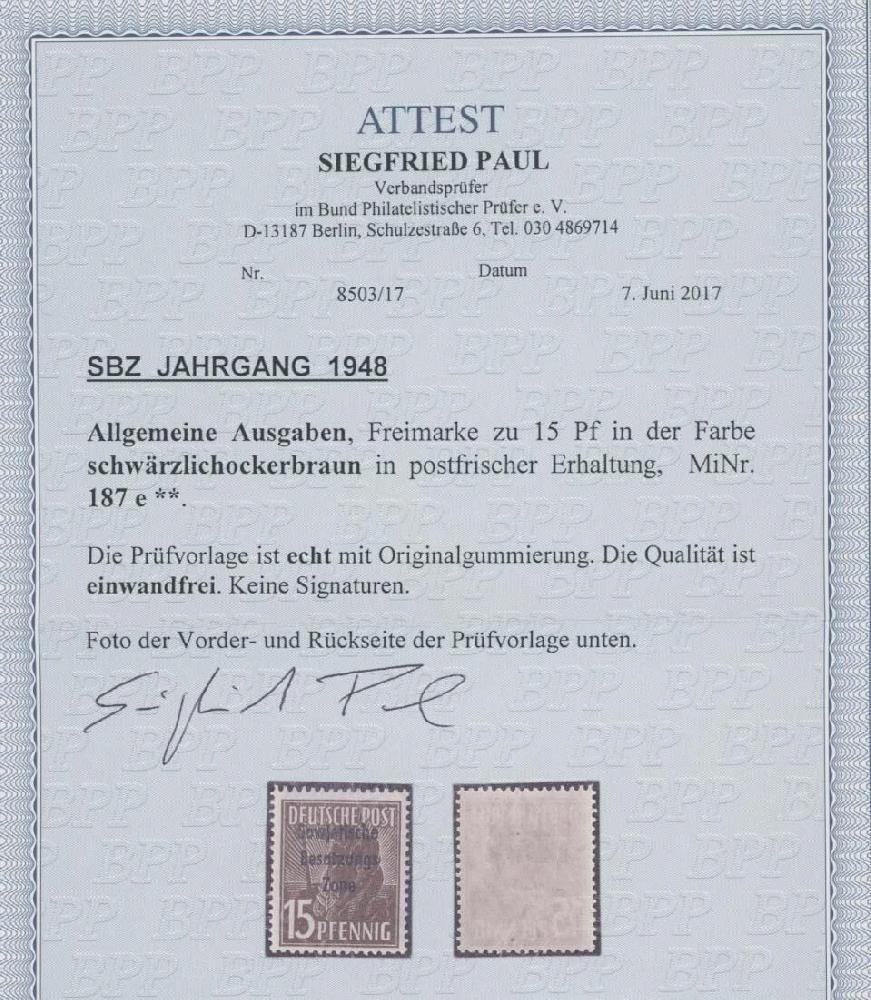 ATTEST
SIEGFRIED PAUL
Verbandsprüfer
im Bund Philatelistischer Prüfer e. V.
D-13187 Berlin, Schulzestraße 6, Tel. 030 4869714
Nr. Datum
8503/17 7. Juni 2017
SBZ JAHRGANG 1948
Allgemeine Ausgaben, Freimarke zu 15 Pf in der Farbe
schwärzlichockerbraun in postfrischer Erhaltung, MiNr.
187 e **.
Die Prüfvorlage ist echt mit Originalgummierung. Die Qualität ist
einwandfrei. Keine Signaturen.
Foto der Vorder- und Rückseite der Prüfvorlage unten.
Siegfried Paul
DEUTSCHE POST
Sowjetische
Besatzungs
Zone
15 PFENNIG